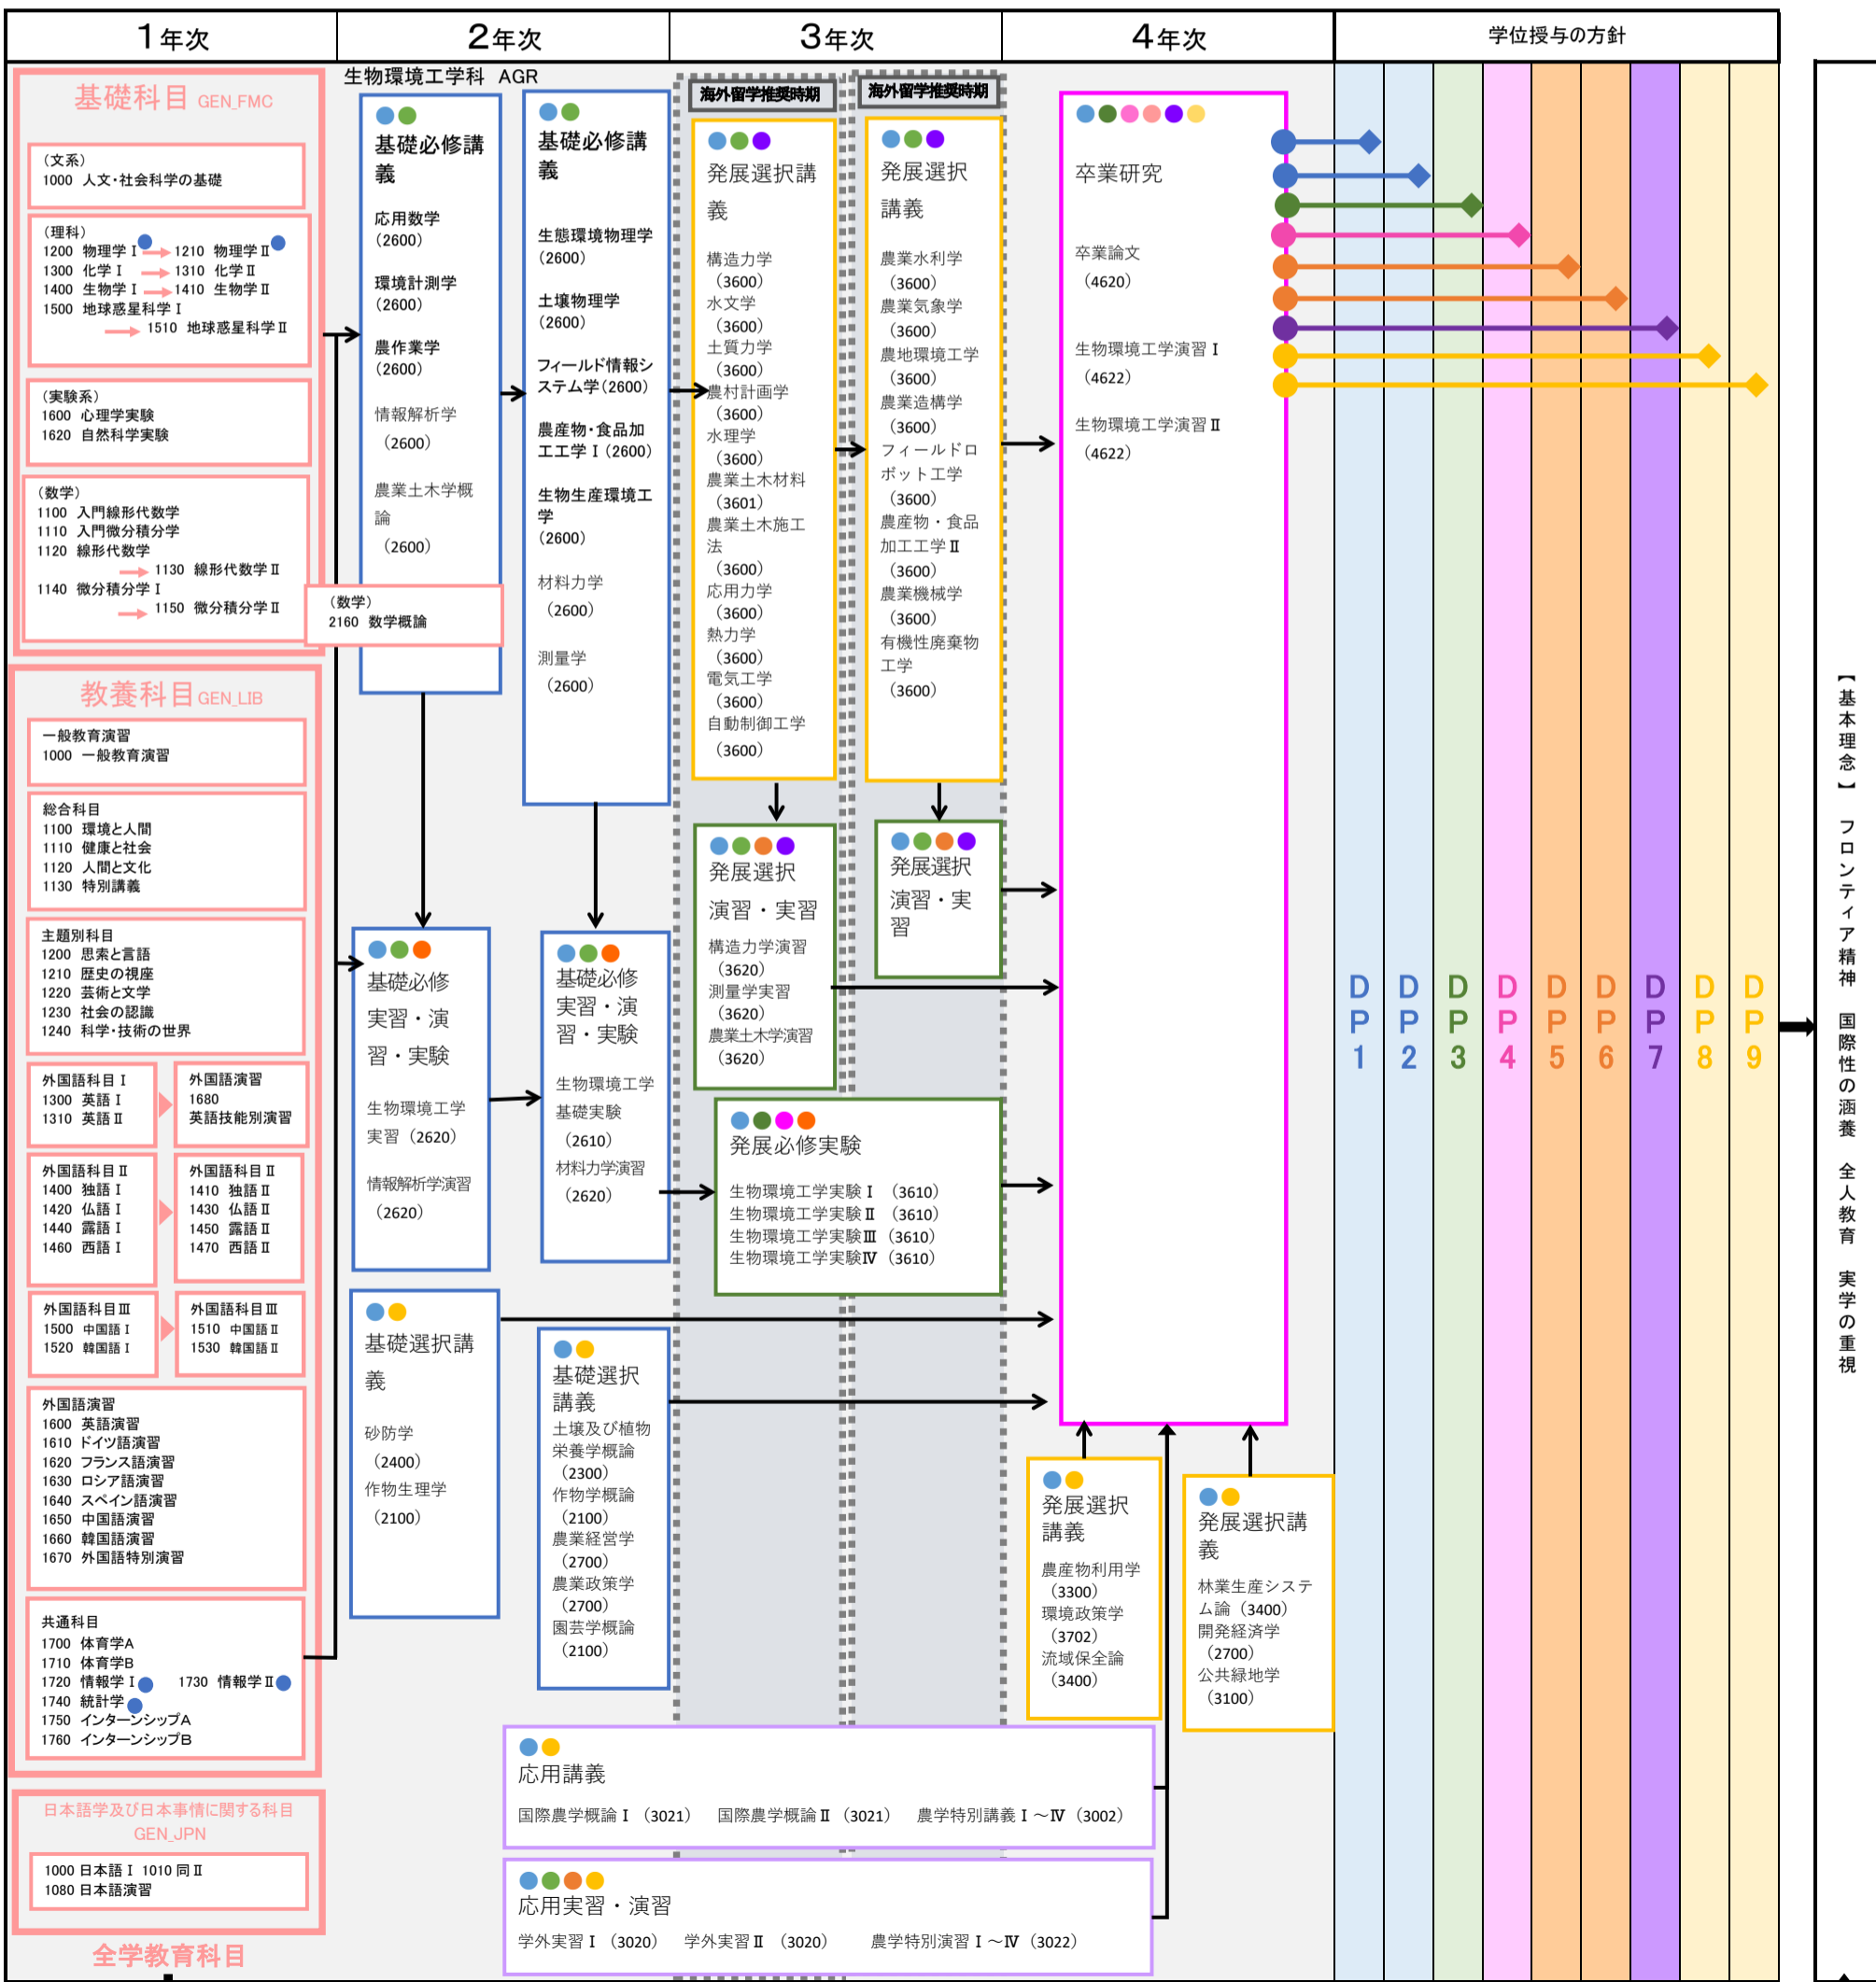 1年次
2年次
3年次
4年次
学位授与の方針
基礎科目 GEN_FMC
（文系）
1000 人文・社会科学の基礎
（理科）
1200 物理学Ⅰ 1210 物理学Ⅱ
1300 化学Ⅰ 1310 化学Ⅱ
1400 生物学Ⅰ 1410 生物学Ⅱ
1500 地球惑星科学Ⅰ
1510 地球惑星科学Ⅱ
（実験系）
1600 心理学実験
1620 自然科学実験
（数学）
1100 入門線形代数学
1110 入門微分積分学
1120 線形代数学
1130 線形代数学Ⅱ
1140 微分積分学Ⅰ
1150 微分積分学Ⅱ
（数学）
2160 数学概論
教養科目 GEN_LIB
一般教育演習
1000 一般教育演習
総合科目
1100 環境と人間
1110 健康と社会
1120 人間と文化
1130 特別講義
主題別科目
1200 思索と言語
1210 歴史の視座
1220 芸術と文学
1230 社会の認識
1240 科学・技術の世界
外国語科目Ⅰ
1300 英語Ⅰ
1310 英語Ⅱ
外国語演習
1680
英語技能別演習
外国語科目Ⅱ
1400 独語Ⅰ
1420 仏語Ⅰ
1440 露語Ⅰ
1460 西語Ⅰ
外国語科目Ⅱ
1410 独語Ⅱ
1430 仏語Ⅱ
1450 露語Ⅱ
1470 西語Ⅱ
外国語科目Ⅲ
1500 中国語Ⅰ
1520 韓国語Ⅰ
外国語科目Ⅲ
1510 中国語Ⅱ
1530 韓国語Ⅱ
外国語演習
1600 英語演習
1610 ドイツ語演習
1620 フランス語演習
1630 ロシア語演習
1640 スペイン語演習
1650 中国語演習
1660 韓国語演習
1670 外国語特別演習
共通科目
1700 体育学A
1710 体育学B
1720 情報学Ⅰ 1730 情報学Ⅱ
1740 統計学
1750 インターンシップA
1760 インターンシップB
日本語学及び日本事情に関する科目
GEN_JPN
1000 日本語Ⅰ 1010 同Ⅱ
1080 日本語演習
全学教育科目
生物環境工学科 AGR
基礎必修講
義
応用数学
(2600)
環境計測学
(2600)
農作業学
(2600)
情報解析学
（2600）
農業土木学概
論
（2600）
基礎必修講
義
生態環境物理学
(2600)
土壌物理学
(2600)
フィールド情報シ
ステム学(2600)
農産物・食品加
工工学Ⅰ(2600)
生物生産環境工
学
(2600)
材料力学
（2600）
測量学
（2600）
基礎必修
実習・演
習・実験
生物環境工学
実習（2620）
情報解析学演習
（2620）
基礎必修
実習・演
習・実験
生物環境工学
基礎実験
（2610）
材料力学演習
（2620）
基礎選択講
義
砂防学
（2400）
作物生理学
（2100）
基礎選択
講義
土壌及び植物
栄養学概論
（2300）
作物学概論
（2100）
農業経営学
（2700）
農業政策学
（2700）
園芸学概論
（2100）
海外留学推奨時期
発展選択講
義
構造力学
（3600）
水文学
（3600）
土質力学
（3600）
農村計画学
（3600）
水理学
（3600）
農業土木材料
（3601）
農業土木施工
法
（3600）
応用力学
（3600）
熱力学
（3600）
電気工学
（3600）
自動制御工学
（3600）
海外留学推奨時期
発展選択
講義
農業水利学
（3600）
農業気象学
（3600）
農地環境工学
（3600）
農業造構学
（3600）
フィールドロ
ボット工学
（3600）
農産物・食品
加工工学Ⅱ
（3600）
農業機械学
（3600）
有機性廃棄物
工学
（3600）
発展選択
演習・実習
構造力学演習
（3620）
測量学実習
（3620）
農業土木学演習
（3620）
発展選択
演習・実
習
発展必修実験
生物環境工学実験Ⅰ（3610）
生物環境工学実験Ⅱ（3610）
生物環境工学実験Ⅲ（3610）
生物環境工学実験Ⅳ（3610）
卒業研究
卒業論文
（4620）
生物環境工学演習Ⅰ
（4622）
生物環境工学演習Ⅱ
（4622）
発展選択
講義
農産物利用学
（3300）
環境政策学
（3702）
流域保全論
（3400）
発展選択講
義
林業生産システ
ム論（3400）
開発経済学
（2700）
公共緑地学
（3100）
応用講義
国際農学概論Ⅰ（3021） 国際農学概論Ⅱ（3021） 農学特別講義Ⅰ～Ⅳ（3002）
応用実習・演習
学外実習Ⅰ（3020） 学外実習Ⅱ（3020） 農学特別演習Ⅰ～Ⅳ（3022）
DP1
DP2
DP3
DP4
DP5
DP6
DP7
DP8
DP9
【基本理念】 フロンティア精神 国際性の涵養 全人教育 実学の重視